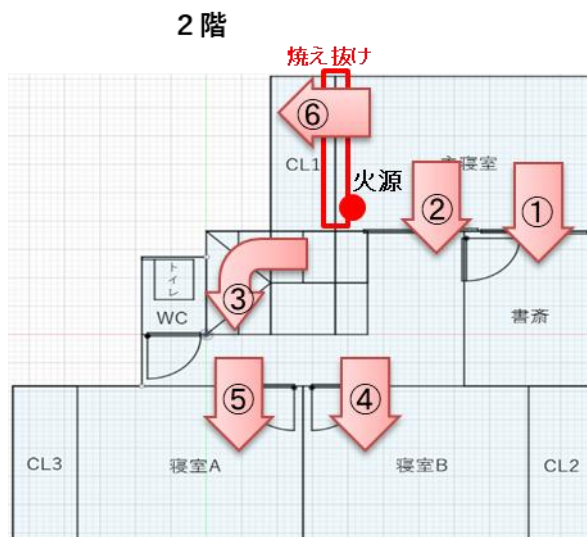 2階
焼え抜け
⑥
CL1
主寝室
火源
②
①
トイレ
③
WC
書斎
⑤
④
CL3
寝室A
寝室B
CL2